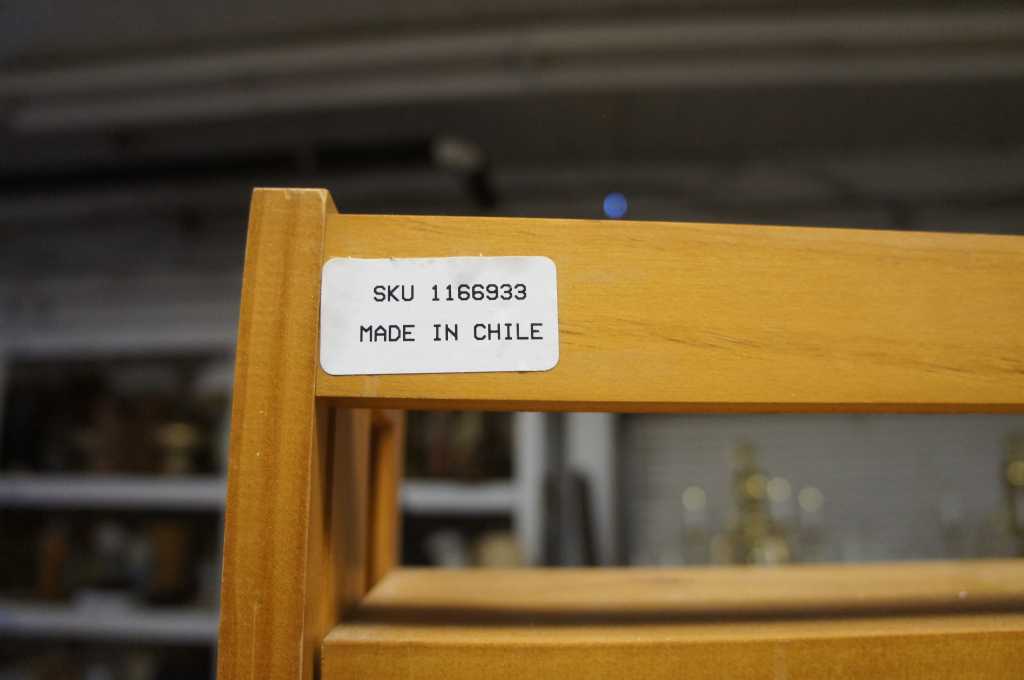 SKU 1166933
MADE IN CHILE